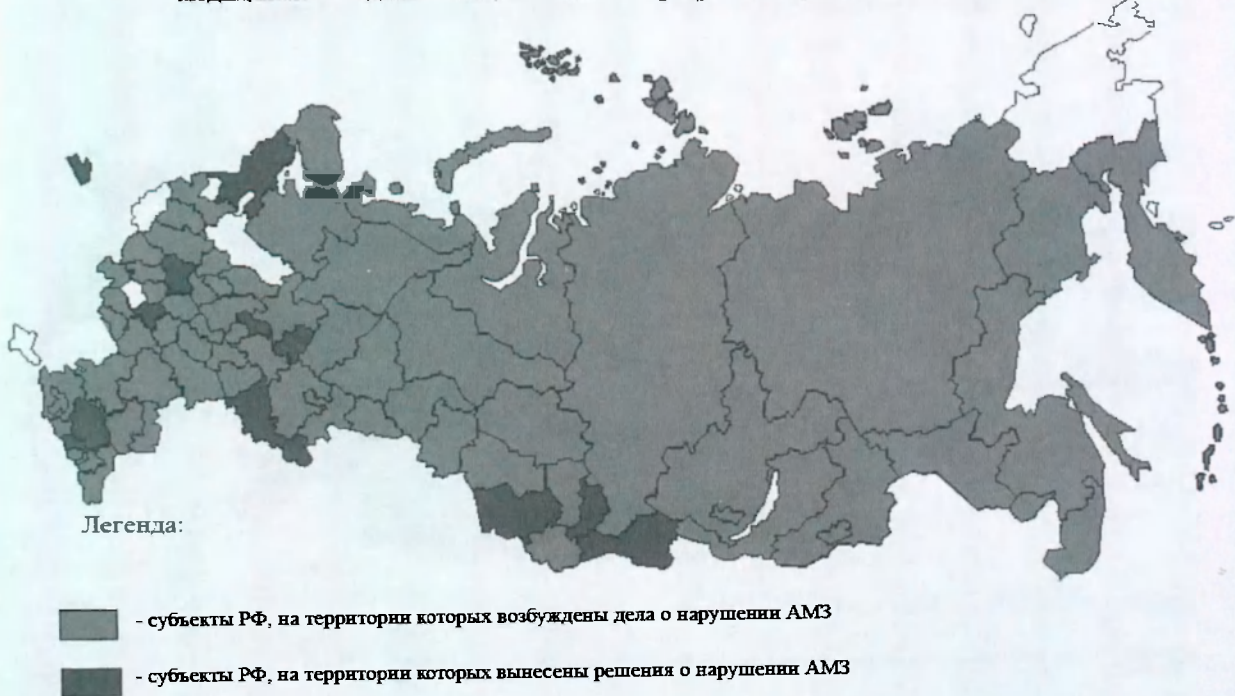 Легенда:
- субъекты РФ, на территории которых возбуждены дела о нарушении АМЗ
- субъекты РФ, на территории которых вынесены решения о нарушении АМЗ